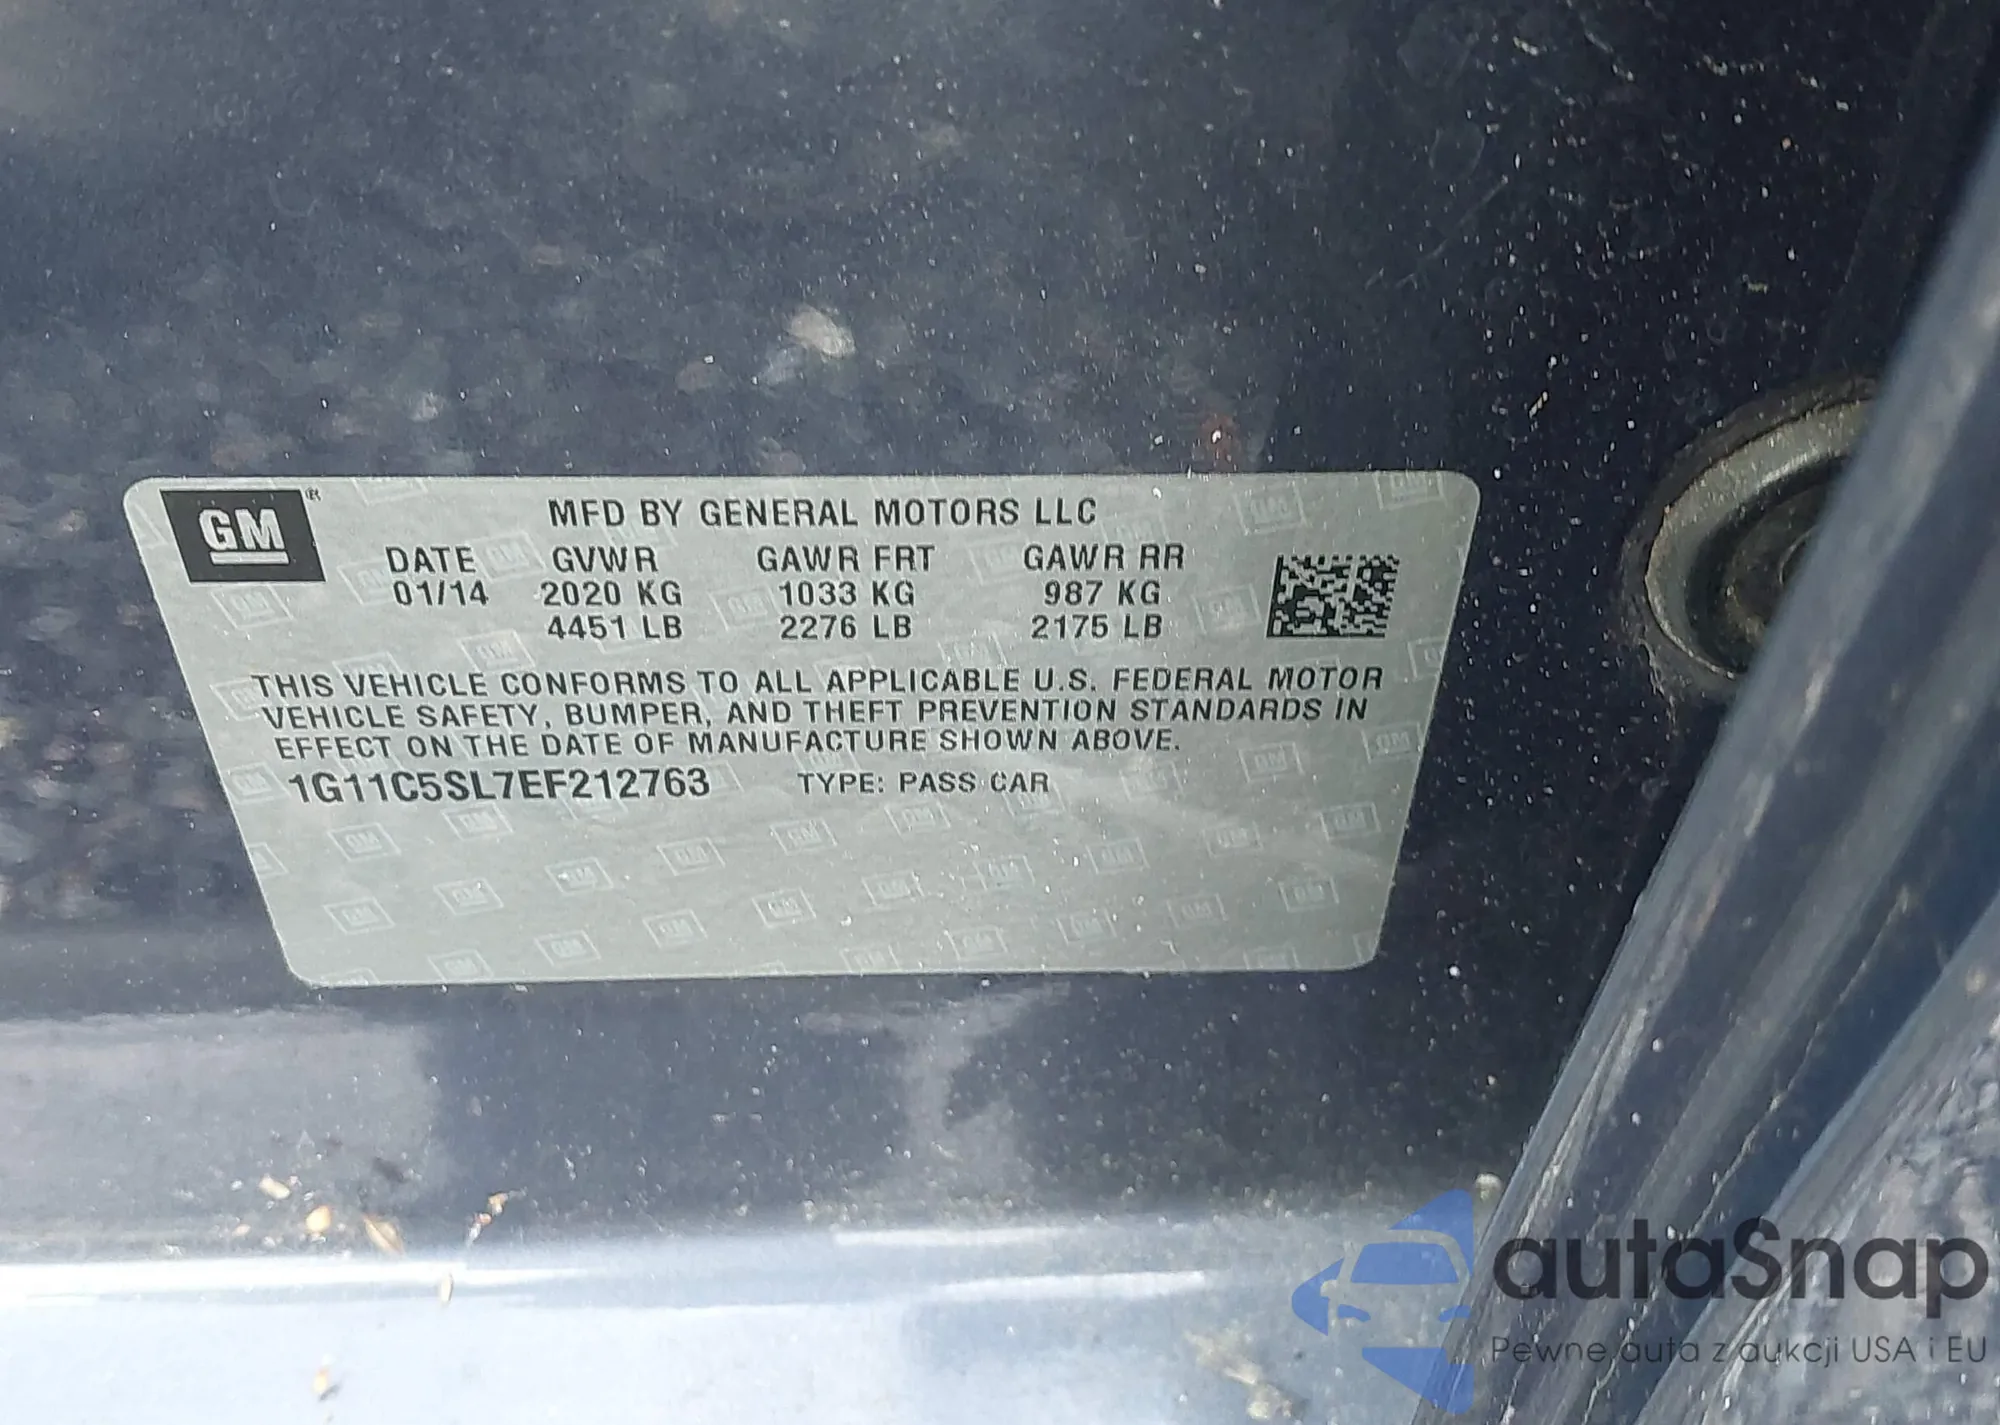 GM ®
MFD BY GENERAL MOTORS LLC
DATE GVWR GAWR FRT GAWR RR
01/14 2020 KG 1033 KG 987 KG
4451 LB 2276 LB 2175 LB
THIS VEHICLE CONFORMS TO ALL APPLICABLE U.S. FEDERAL MOTOR
VEHICLE SAFETY, BUMPER, AND THEFT PREVENTION STANDARDS IN
EFFECT ON THE DATE OF MANUFACTURE SHOWN ABOVE.
1G11C5SL7EF212763 TYPE: PASS CAR
autaSnap
Pewne auta z aukcji USA i EU